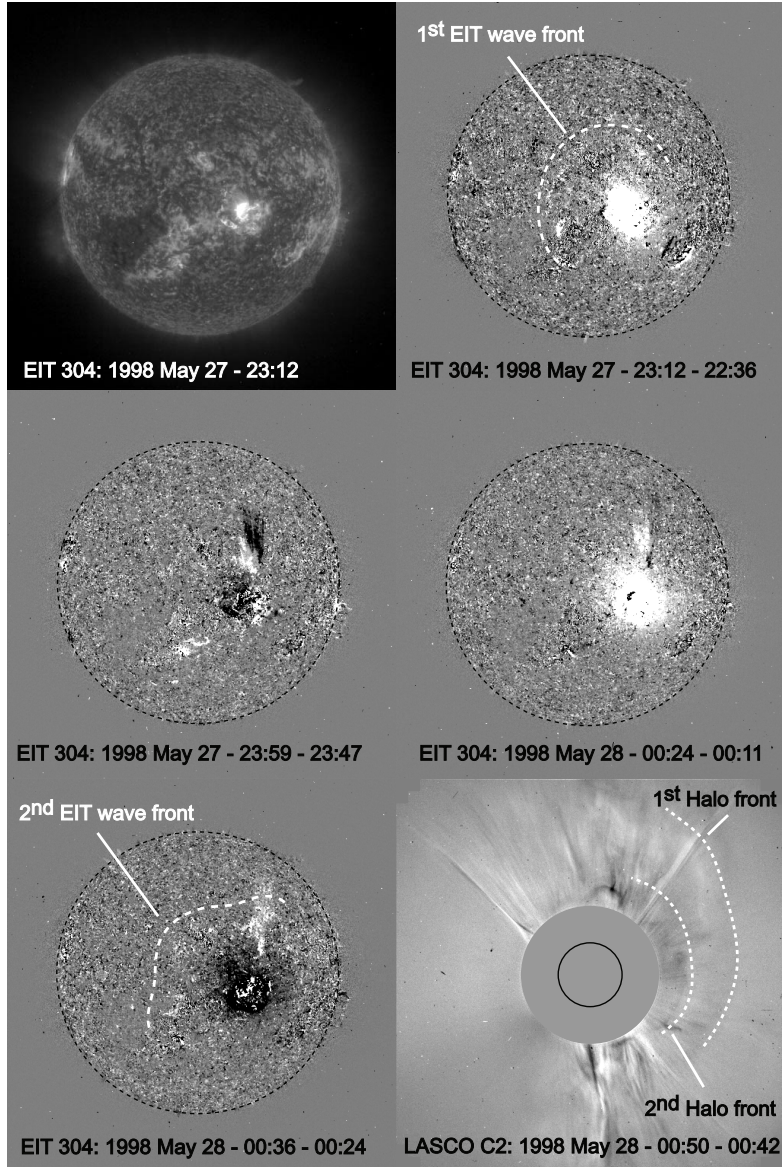 1st EIT wave front
EIT 304: 1998 May 27 - 23:12
EIT 304: 1998 May 27 - 23:12 - 22:36
EIT 304: 1998 May 27 - 23:59 - 23:47
EIT 304: 1998 May 28 - 00:24 - 00:11
2nd EIT wave front
1st Halo front
2nd Halo front
EIT 304: 1998 May 28 - 00:36 - 00:24
LASCO C2: 1998 May 28 - 00:50 - 00:42